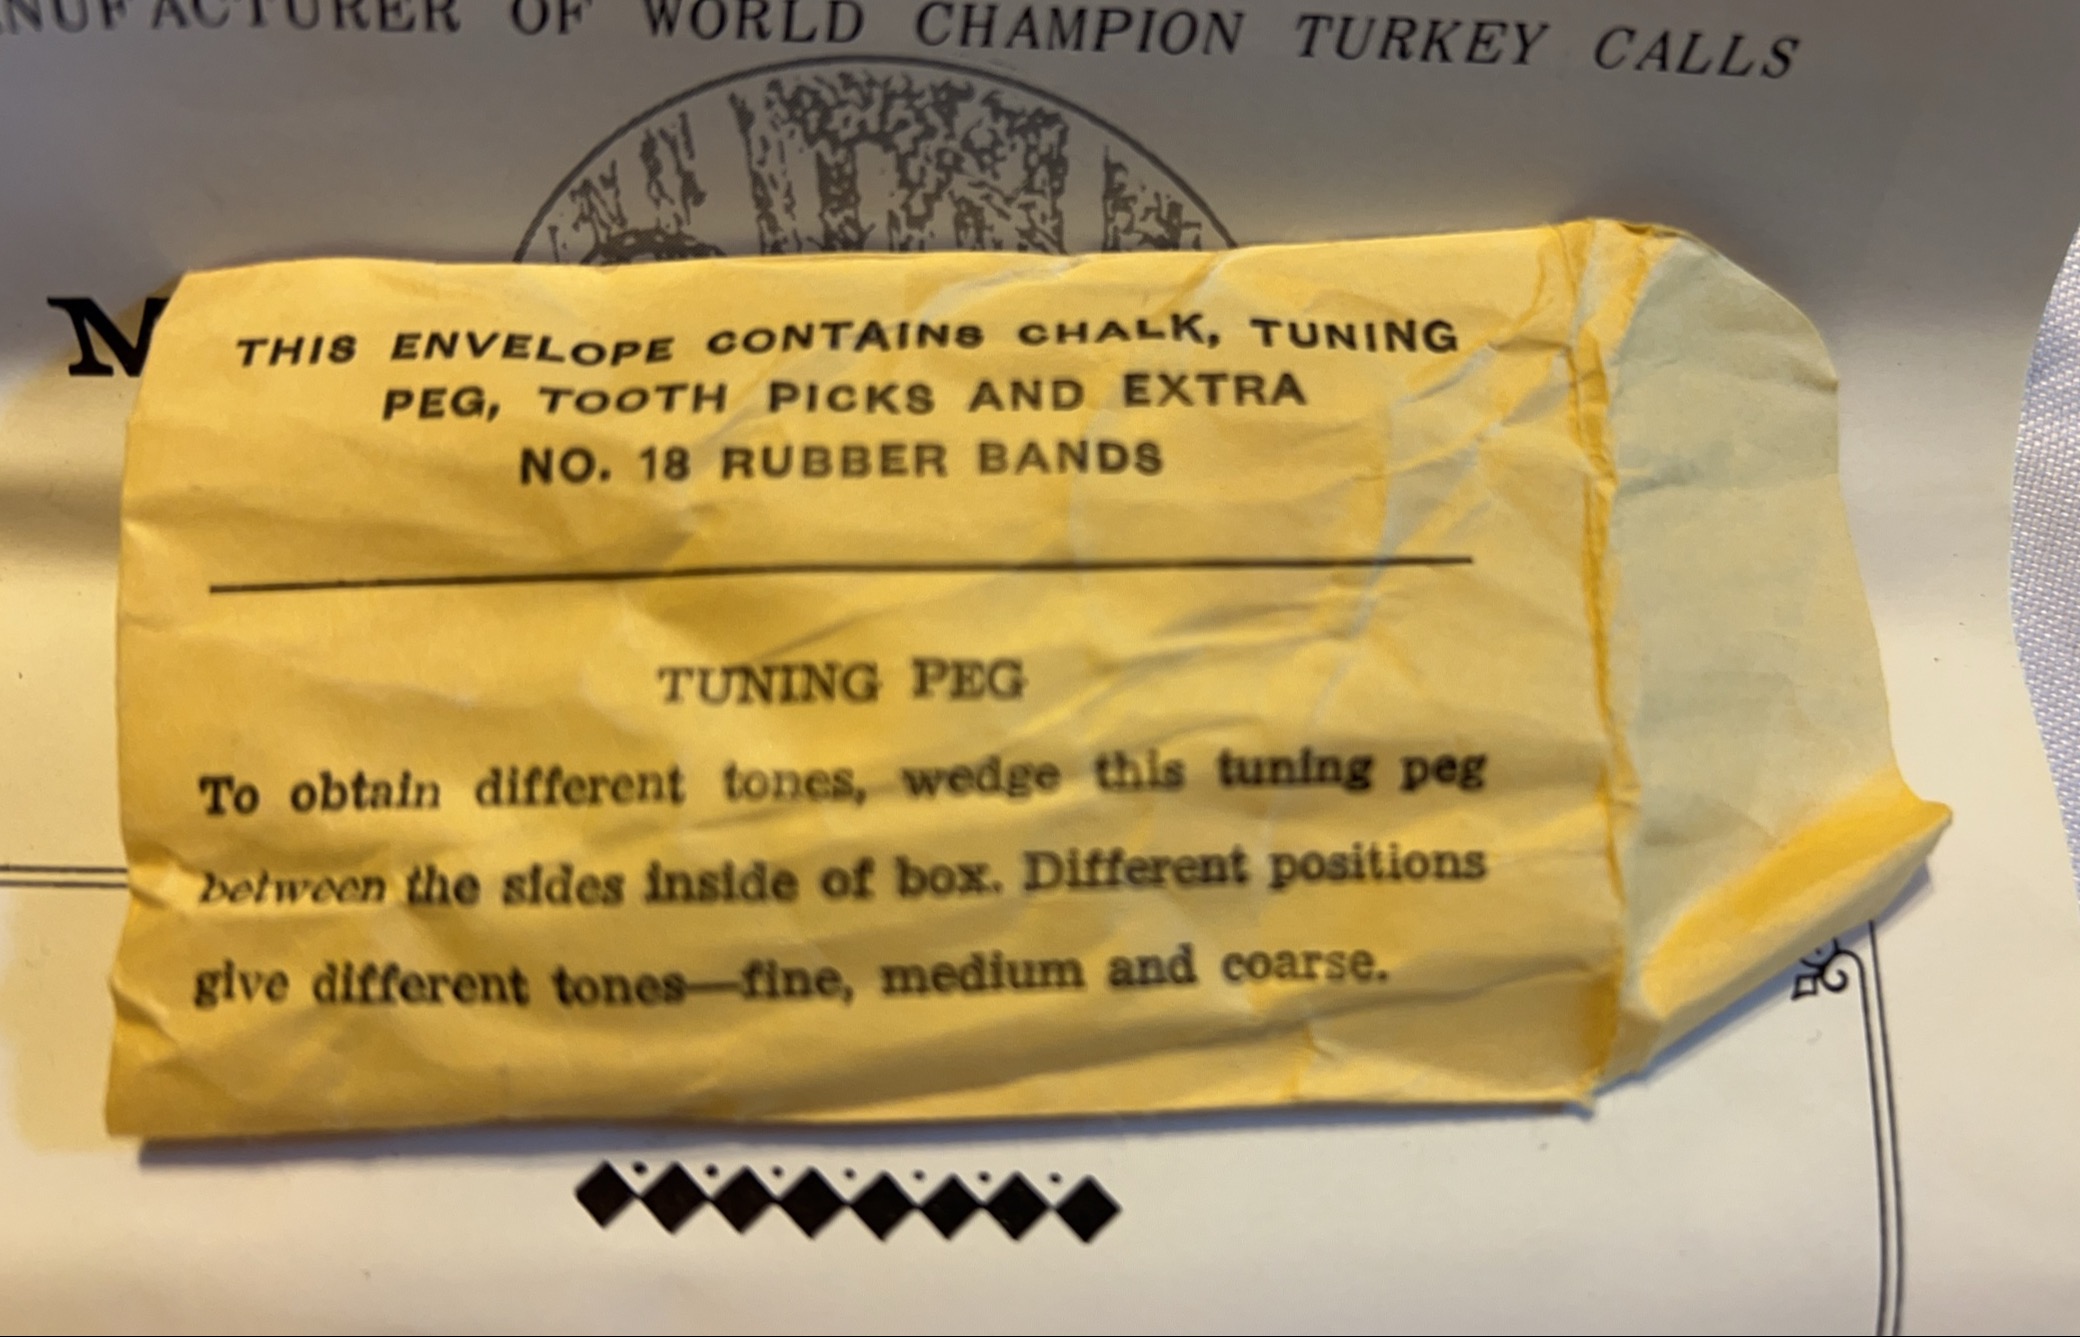 MANUFACTURER OF WORLD CHAMPION TURKEY CALLS
M
THIS ENVELOPE CONTAINS CHALK, TUNING
PEG, TOOTH PICKS AND EXTRA
NO. 18 RUBBER BANDS
TUNING PEG
To obtain different tones, wedge this tuning peg
between the sides inside of box. Different positions
give different tones—fine, medium and coarse.